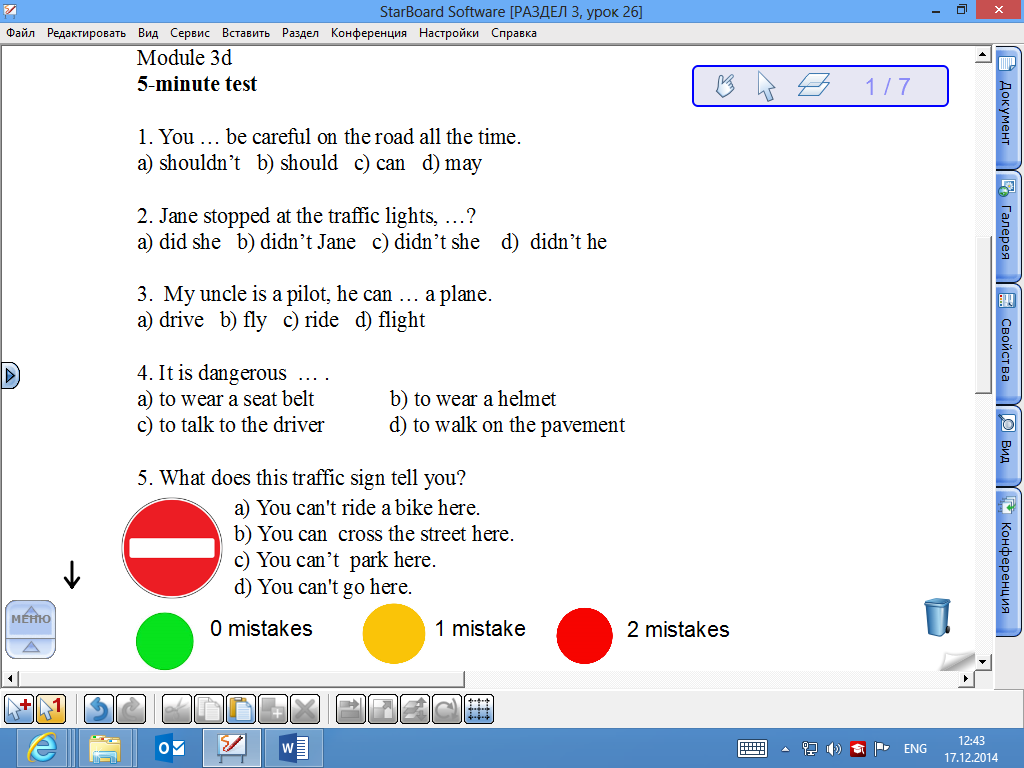 StarBoard Software [РАЗДЕЛ 3, урок 26]
Файл Редактировать Вид Сервис Вставить Раздел Конференция Настройки Справка
Module 3d
5-minute test
1 / 7
1. You … be careful on the road all the time.
a) shouldn’t b) should c) can d) may
2. Jane stopped at the traffic lights, …?
a) did she b) didn’t Jane c) didn’t she d) didn’t he
3. My uncle is a pilot, he can … a plane.
a) drive b) fly c) ride d) flight
4. It is dangerous … .
a) to wear a seat belt b) to wear a helmet
c) to talk to the driver d) to walk on the pavement
5. What does this traffic sign tell you?
a) You can't ride a bike here.
b) You can cross the street here.
c) You can’t park here.
d) You can't go here.
0 mistakes 1 mistake 2 mistakes
МЕНЮ
Документ
Галерея
Свойства
Вид
Конференция
ENG
12:43
17.12.2014